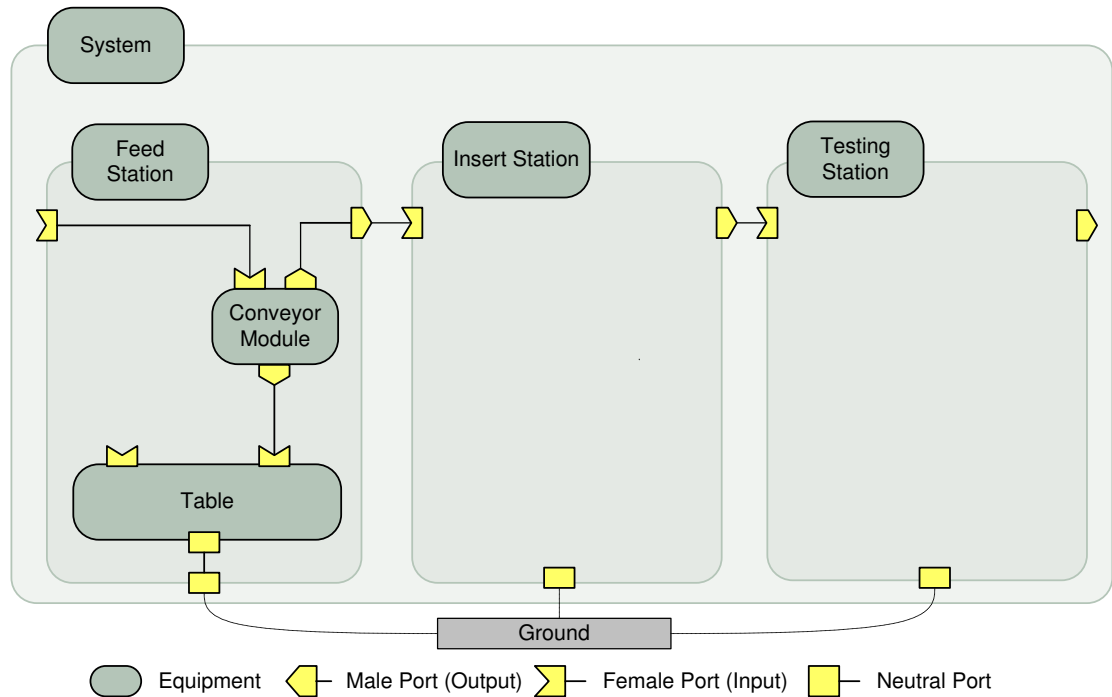 System
Feed
Station
Insert Station
Testing
Station
Conveyor
Module
Table
Ground
Equipment
Male Port (Output)
Female Port (Input)
Neutral Port